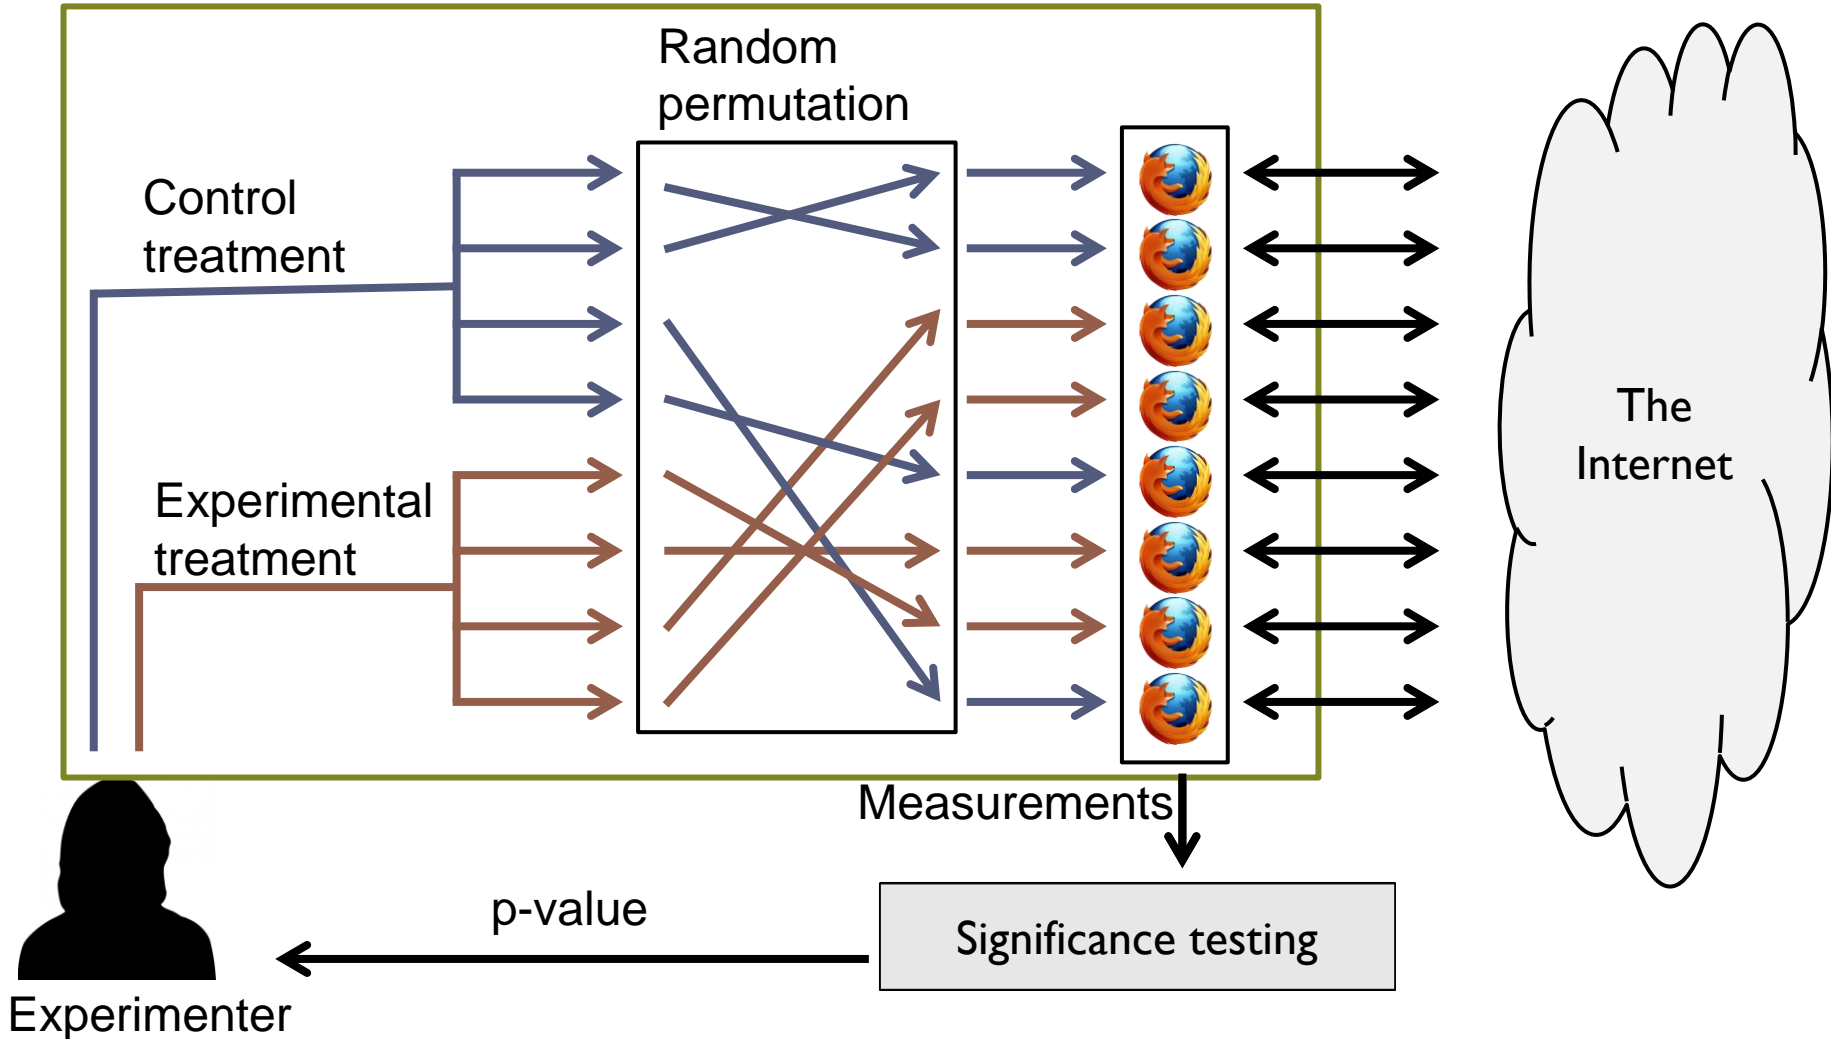 Random
permutation
Control
treatment
Experimental
treatment
The
Internet
Measurements
p-value
Significance testing
Experimenter